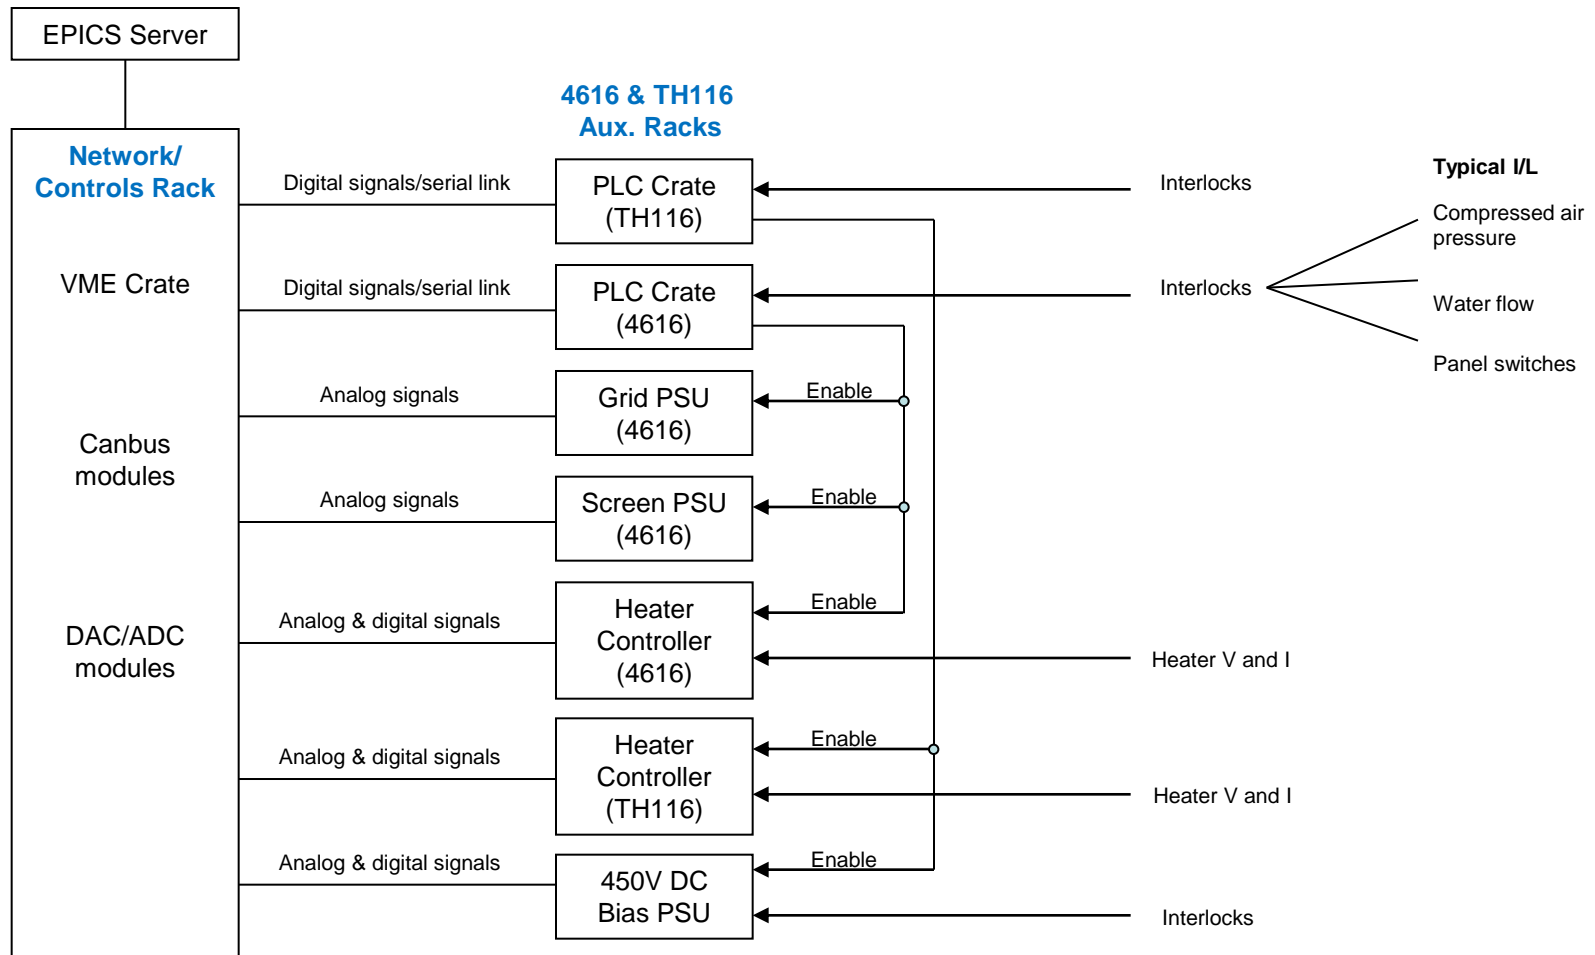 EPICS Server
4616 & TH116
Aux. Racks
Network/
Controls Rack
VME Crate
Canbus
modules
DAC/ADC
modules
Digital signals/serial link
PLC Crate
(TH116)
Interlocks
Typical I/L
Compressed air
pressure
Water flow
Panel switches
Digital signals/serial link
PLC Crate
(4616)
Interlocks
Analog signals
Grid PSU
(4616)
Enable
Analog signals
Screen PSU
(4616)
Enable
Analog & digital signals
Heater
Controller
(4616)
Enable
Heater V and I
Analog & digital signals
Heater
Controller
(TH116)
Enable
Heater V and I
Analog & digital signals
450V DC
Bias PSU
Enable
Interlocks